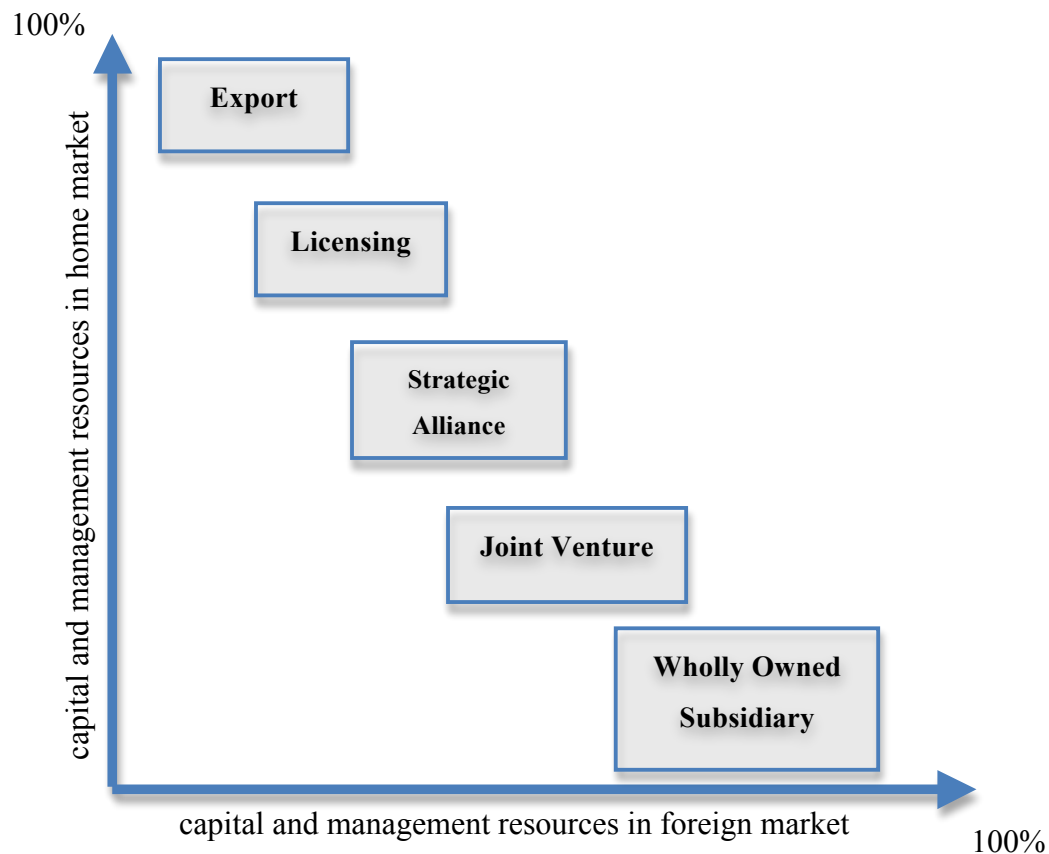 100%
capital and management resources in home market
Export
Licensing
Strategic
Alliance
Joint Venture
Wholly Owned
Subsidiary
capital and management resources in foreign market
100%